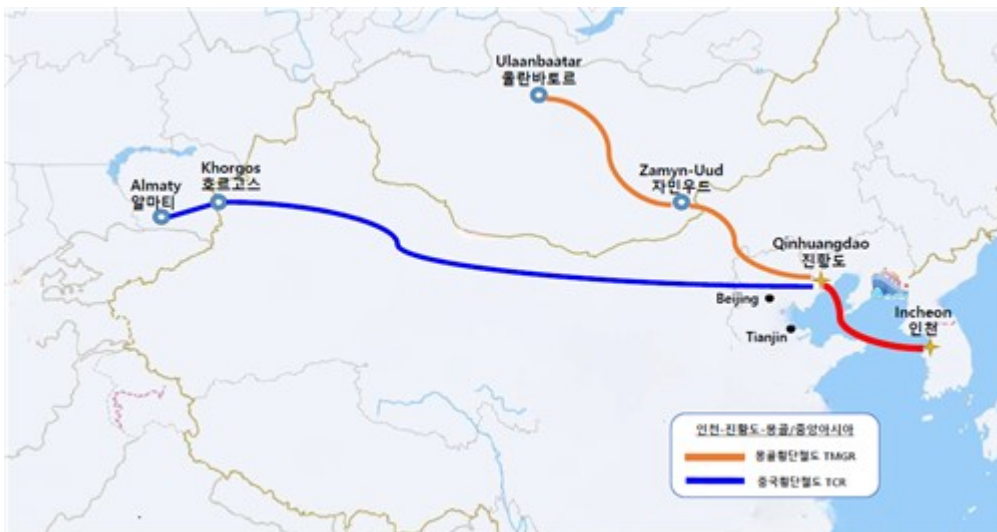 Ulaanbaatar
울란바토르
Khorgos
호르고스
Almaty
알마티
Zamyn-Uud
자민우드
Qinhuangdao
진황도
Beijing
Incheon
인천
Tianjin
인천-진황도-몽골/중앙아시아
몽골횡단철도 TMGR
중국횡단철도 TCR